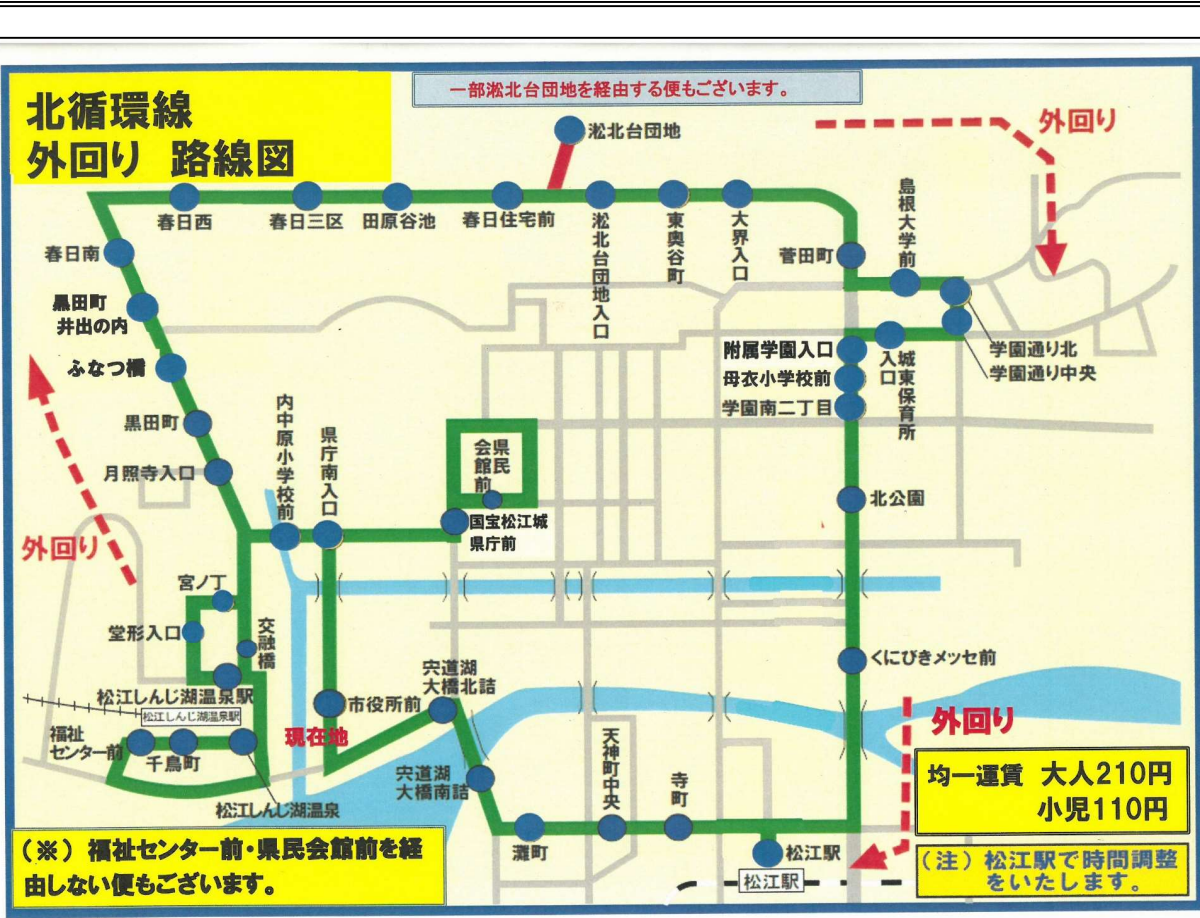 北循環線
外回り 路線図
一部淞北台団地を経由する便もございます。
淞北台団地
外回り
春日西
春日三区
田原谷池
春日住宅前
淞北台団地入口
東奥谷町
大界入口
菅田町
島根大学前
学園通り北
学園通り中央
城東保育所
入口
附属学園入口
母衣小学校前
学園南二丁目
北公園
くにびきメッセ前
春日南
黒田町
井出の内
ふなつ橋
黒田町
月照寺入口
内中原小学校前
県庁南入口
県民
会館前
国宝松江城
県庁前
外回り
宮ノ丁
堂形入口
交融橋
松江しんじ湖温泉駅
松江しんじ湖温泉駅
福祉
センター前
千鳥町
松江しんじ湖温泉
市役所前
現在地
宍道湖
大橋北詰
宍道湖
大橋南詰
灘町
天神町中央
寺町
松江駅
松江駅
外回り
均一運賃 大人210円
小児110円
(注) 松江駅で時間調整
をいたします。
(※) 福祉センター前・県民会館前を経
由しない便もございます。